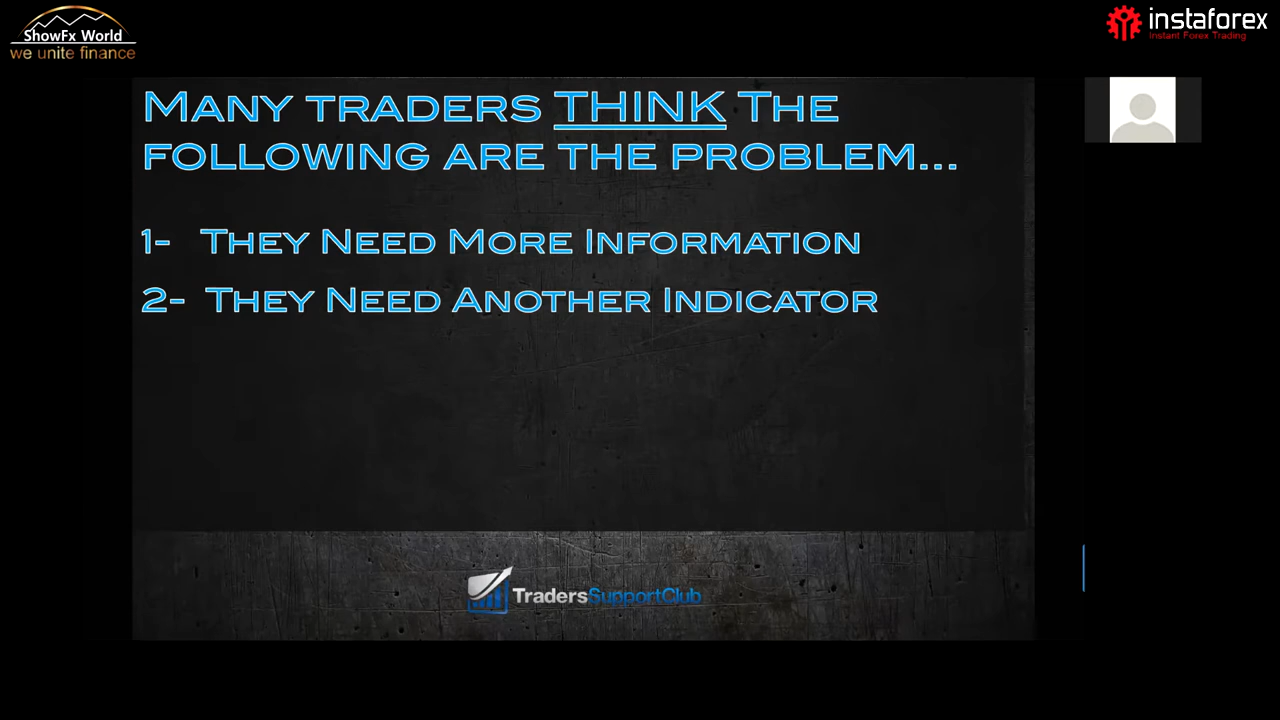 ShowFx World
we unite finance
instaforex
Instant Forex Trading
MANY TRADERS THINK THE
FOLLOWING ARE THE PROBLEM...
1- THEY NEED MORE INFORMATION
2- THEY NEED ANOTHER INDICATOR
TradersSupportClub